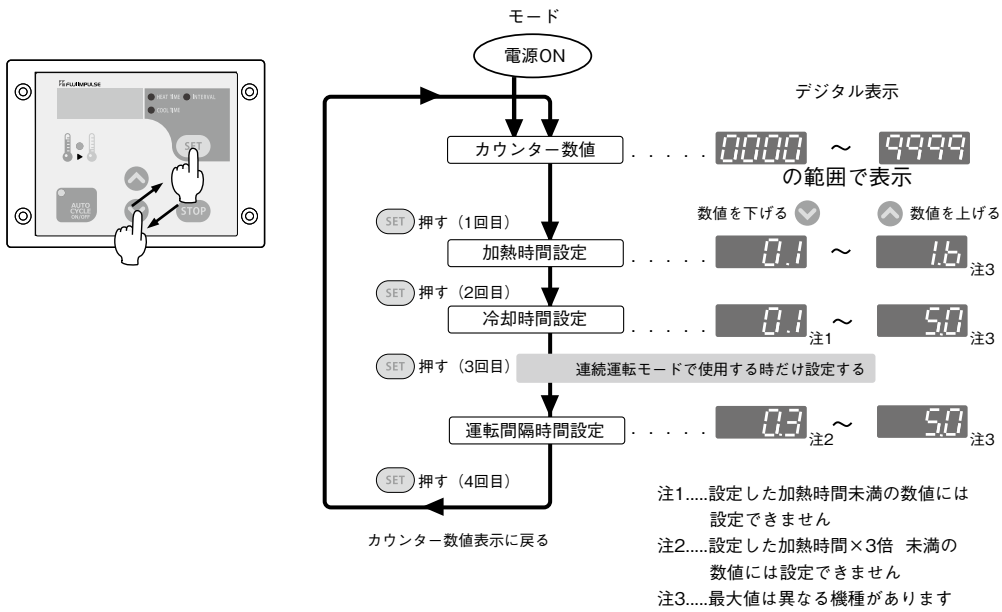 モード
電源ON
FUJI IMPULSE
HEAT TIME
INTERVAL
COOL TIME
SET
AUTO
CYCLE
ON/OFF
STOP
デジタル表示
カウンター数値 . . . . . 0000 ～ 9999
の範囲で表示
SET 押す（1回目）
数値を下げる 数値を上げる
加熱時間設定 . . . . . 0.1 ～ 1.6 注3
SET 押す（2回目）
冷却時間設定 . . . . . 0.1 注1 ～ 5.0 注3
SET 押す（3回目） 連続運転モードで使用する時だけ設定する
運転間隔時間設定 . . . . . 0.3 注2 ～ 5.0 注3
SET 押す（4回目）
カウンター数値表示に戻る
注1.....設定した加熱時間未満の数値には
設定できません
注2.....設定した加熱時間×3倍 未満の
数値には設定できません
注3.....最大値は異なる機種があります